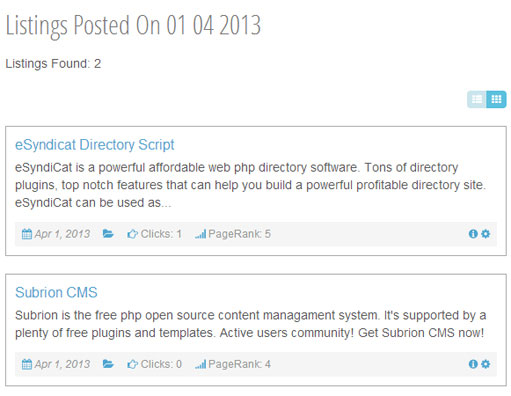 Listings Posted On 01 04 2013
Listings Found: 2
eSyndicat Directory Script
eSyndiCat is a powerful affordable web php directory software. Tons of directory
plugins, top notch features that can help you build a powerful profitable directory site.
eSyndiCat can be used as...
Apr 1, 2013 Clicks: 1 PageRank: 5
Subrion CMS
Subrion is the free php open source content managament system. It's supported by a
plenty of free plugins and templates. Active users community! Get Subrion CMS now!
Apr 1, 2013 Clicks: 0 PageRank: 4